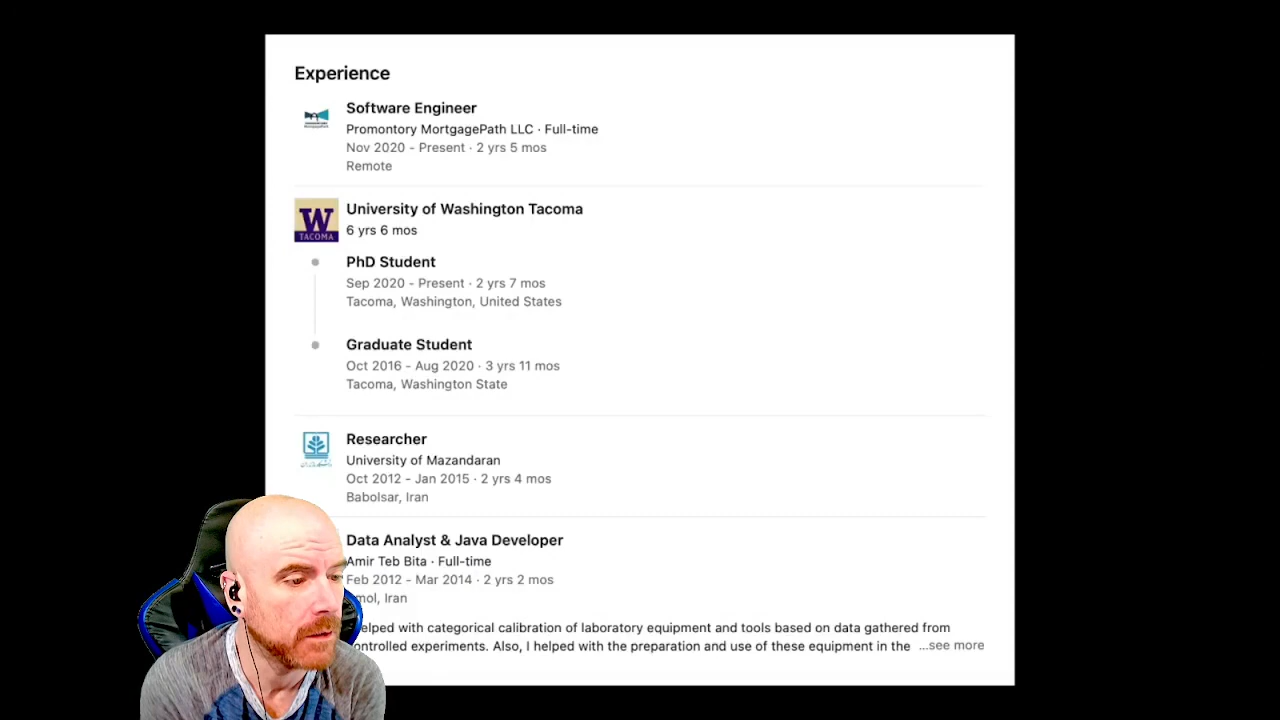 Experience
Software Engineer
Promontory MortgagePath LLC · Full-time
Nov 2020 - Present · 2 yrs 5 mos
Remote
W
TACOMA
University of Washington Tacoma
6 yrs 6 mos
PhD Student
Sep 2020 - Present · 2 yrs 7 mos
Tacoma, Washington, United States
Graduate Student
Oct 2016 - Aug 2020 · 3 yrs 11 mos
Tacoma, Washington State
Researcher
University of Mazandaran
Oct 2012 - Jan 2015 · 2 yrs 4 mos
Babolsar, Iran
Data Analyst & Java Developer
Amir Teb Bita · Full-time
Feb 2012 - Mar 2014 · 2 yrs 2 mos
mol, Iran
elped with categorical calibration of laboratory equipment and tools based on data gathered from
ontrolled experiments. Also, I helped with the preparation and use of these equipment in the ...see more